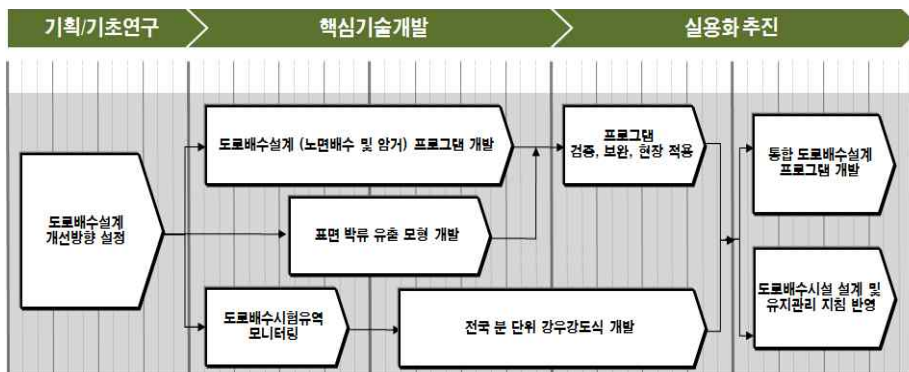 기획/기초연구
핵심기술개발
실용화 추진
도로배수설계
개선방향 설정
도로배수설계 (노면배수 및 암거) 프로그램 개발
표면 박류 유출 모형 개발
도로배수시험유역
모니터링
전국 분 단위 강우강도식 개발
프로그램
검증, 보완, 현장 적용
통합 도로배수설계
프로그램 개발
도로배수시설 설계 및
유지관리 지침 반영